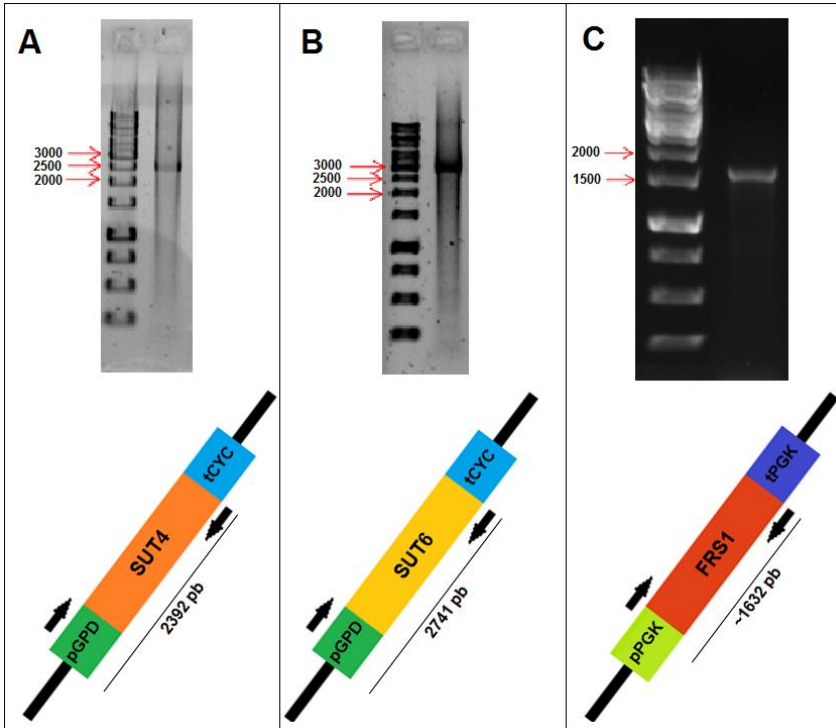 A
3000
2500
2000
tCYC
SUT4
pGPD
2392 pb
B
3000
2500
2000
tCYC
SUT6
pGPD
2741 pb
C
2000
1500
tPGK
FRS1
pPGK
~1632 pb